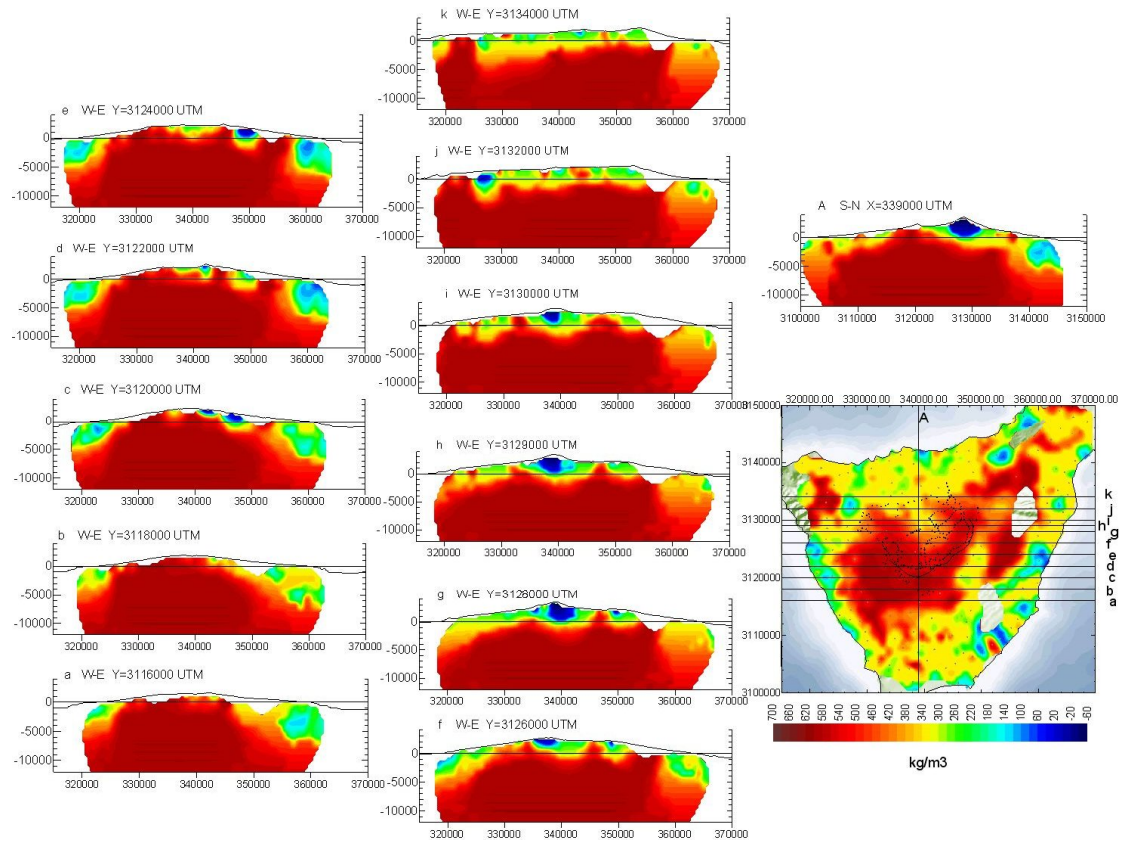 e W-E Y=3124000 UTM
0
-5000
-10000
320000 330000 340000 350000 360000 370000
d W-E Y=3122000 UTM
0
-5000
-10000
320000 330000 340000 350000 360000 370000
c W-E Y=3120000 UTM
0
-5000
-10000
320000 330000 340000 350000 360000 370000
b W-E Y=3118000 UTM
0
-5000
-10000
320000 330000 340000 350000 360000 370000
a W-E Y=3116000 UTM
0
-5000
-10000
320000 330000 340000 350000 360000 370000
k W-E Y=3134000 UTM
0
-5000
-10000
320000 330000 340000 350000 360000 370000
j W-E Y=3132000 UTM
0
-5000
-10000
320000 330000 340000 350000 360000 370000
i W-E Y=3130000 UTM
0
-5000
-10000
320000 330000 340000 350000 360000
h W-E Y=3129000 UTM
0
-5000
-10000
320000 330000 340000 350000 360000 370000
g W-E Y=3128000 UTM
0
-5000
-10000
320000 330000 340000 350000 360000 370000
f W-E Y=3126000 UTM
0
-5000
-10000
320000 330000 340000 350000 360000 370000
A S-N X=339000 UTM
0
-5000
-10000
3100000 3110000 3120000 3130000 3140000 3150000
320000.00 330000.00 340000.00 350000.00 360000.00 370000.00
A
3150000
3140000
3130000
3120000
3110000
3100000
k
j
i
h
g
f
e
d
c
b
a
700 660 620 580 540 500 460 420 380 340 300 260 220 180 140 100 60 20 -20 -60
kg/m3